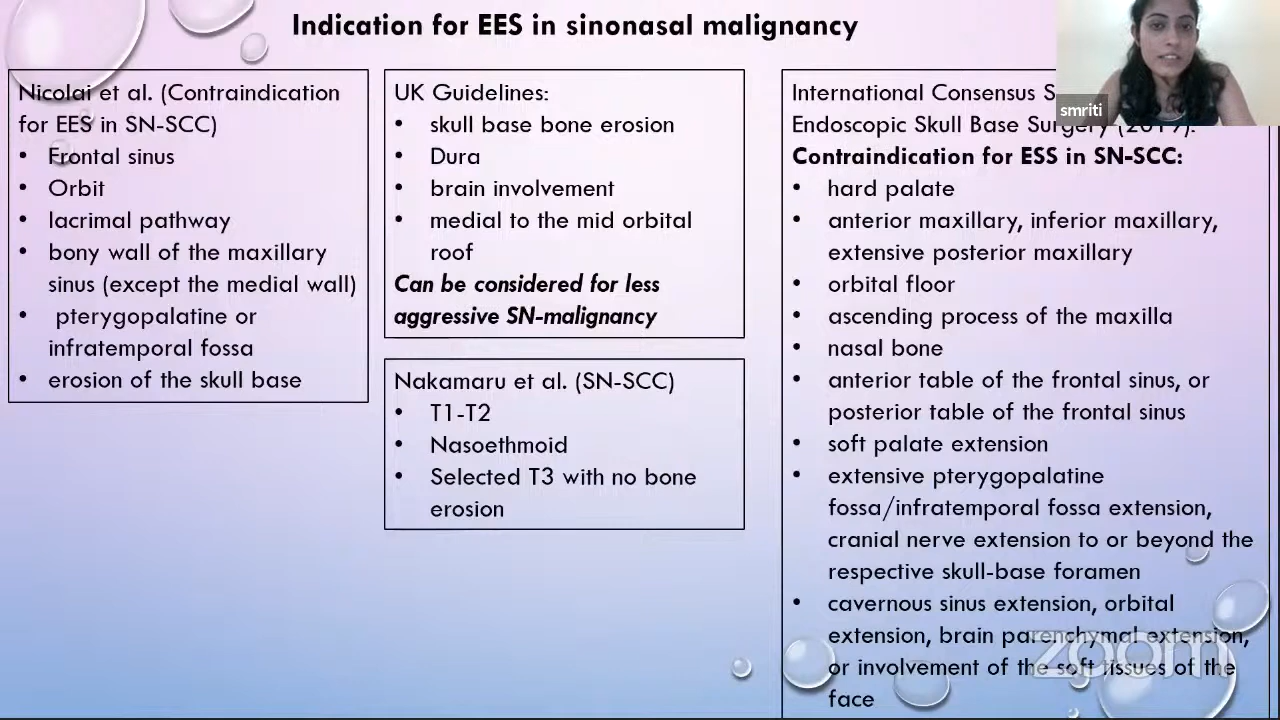 Indication for EES in sinonasal malignancy
Nicolai et al. (Contraindication
for EES in SN-SCC)
• Frontal sinus
• Orbit
• lacrimal pathway
• bony wall of the maxillary
sinus (except the medial wall)
• pterygopalatine or
infratemporal fossa
• erosion of the skull base
UK Guidelines:
• skull base bone erosion
• Dura
• brain involvement
• medial to the mid orbital
roof
Can be considered for less
aggressive SN-malignancy
Nakamaru et al. (SN-SCC)
• T1-T2
• Nasoethmoid
• Selected T3 with no bone
erosion
International Consensus S
Endoscopic Skull Base Surgery (2019):
Contraindication for ESS in SN-SCC:
• hard palate
• anterior maxillary, inferior maxillary,
extensive posterior maxillary
• orbital floor
• ascending process of the maxilla
• nasal bone
• anterior table of the frontal sinus, or
posterior table of the frontal sinus
• soft palate extension
• extensive pterygopalatine
fossa/infratemporal fossa extension,
cranial nerve extension to or beyond the
respective skull-base foramen
• cavernous sinus extension, orbital
extension, brain parenchymal extension,
or involvement of the soft tissues of the
face
smriti
zoom